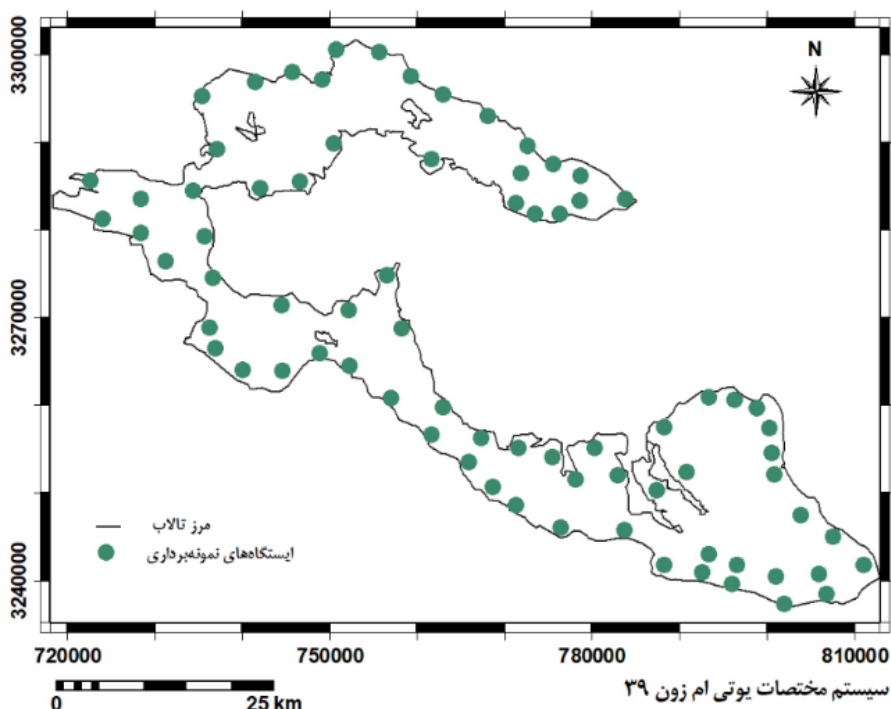 3300000
N
3270000
مرز تالاب
ایستگاه‌های نمونه‌برداری
3240000
720000 750000 780000 810000
سیستم مختصات یوتی ام زون ۳۹
0 25 km